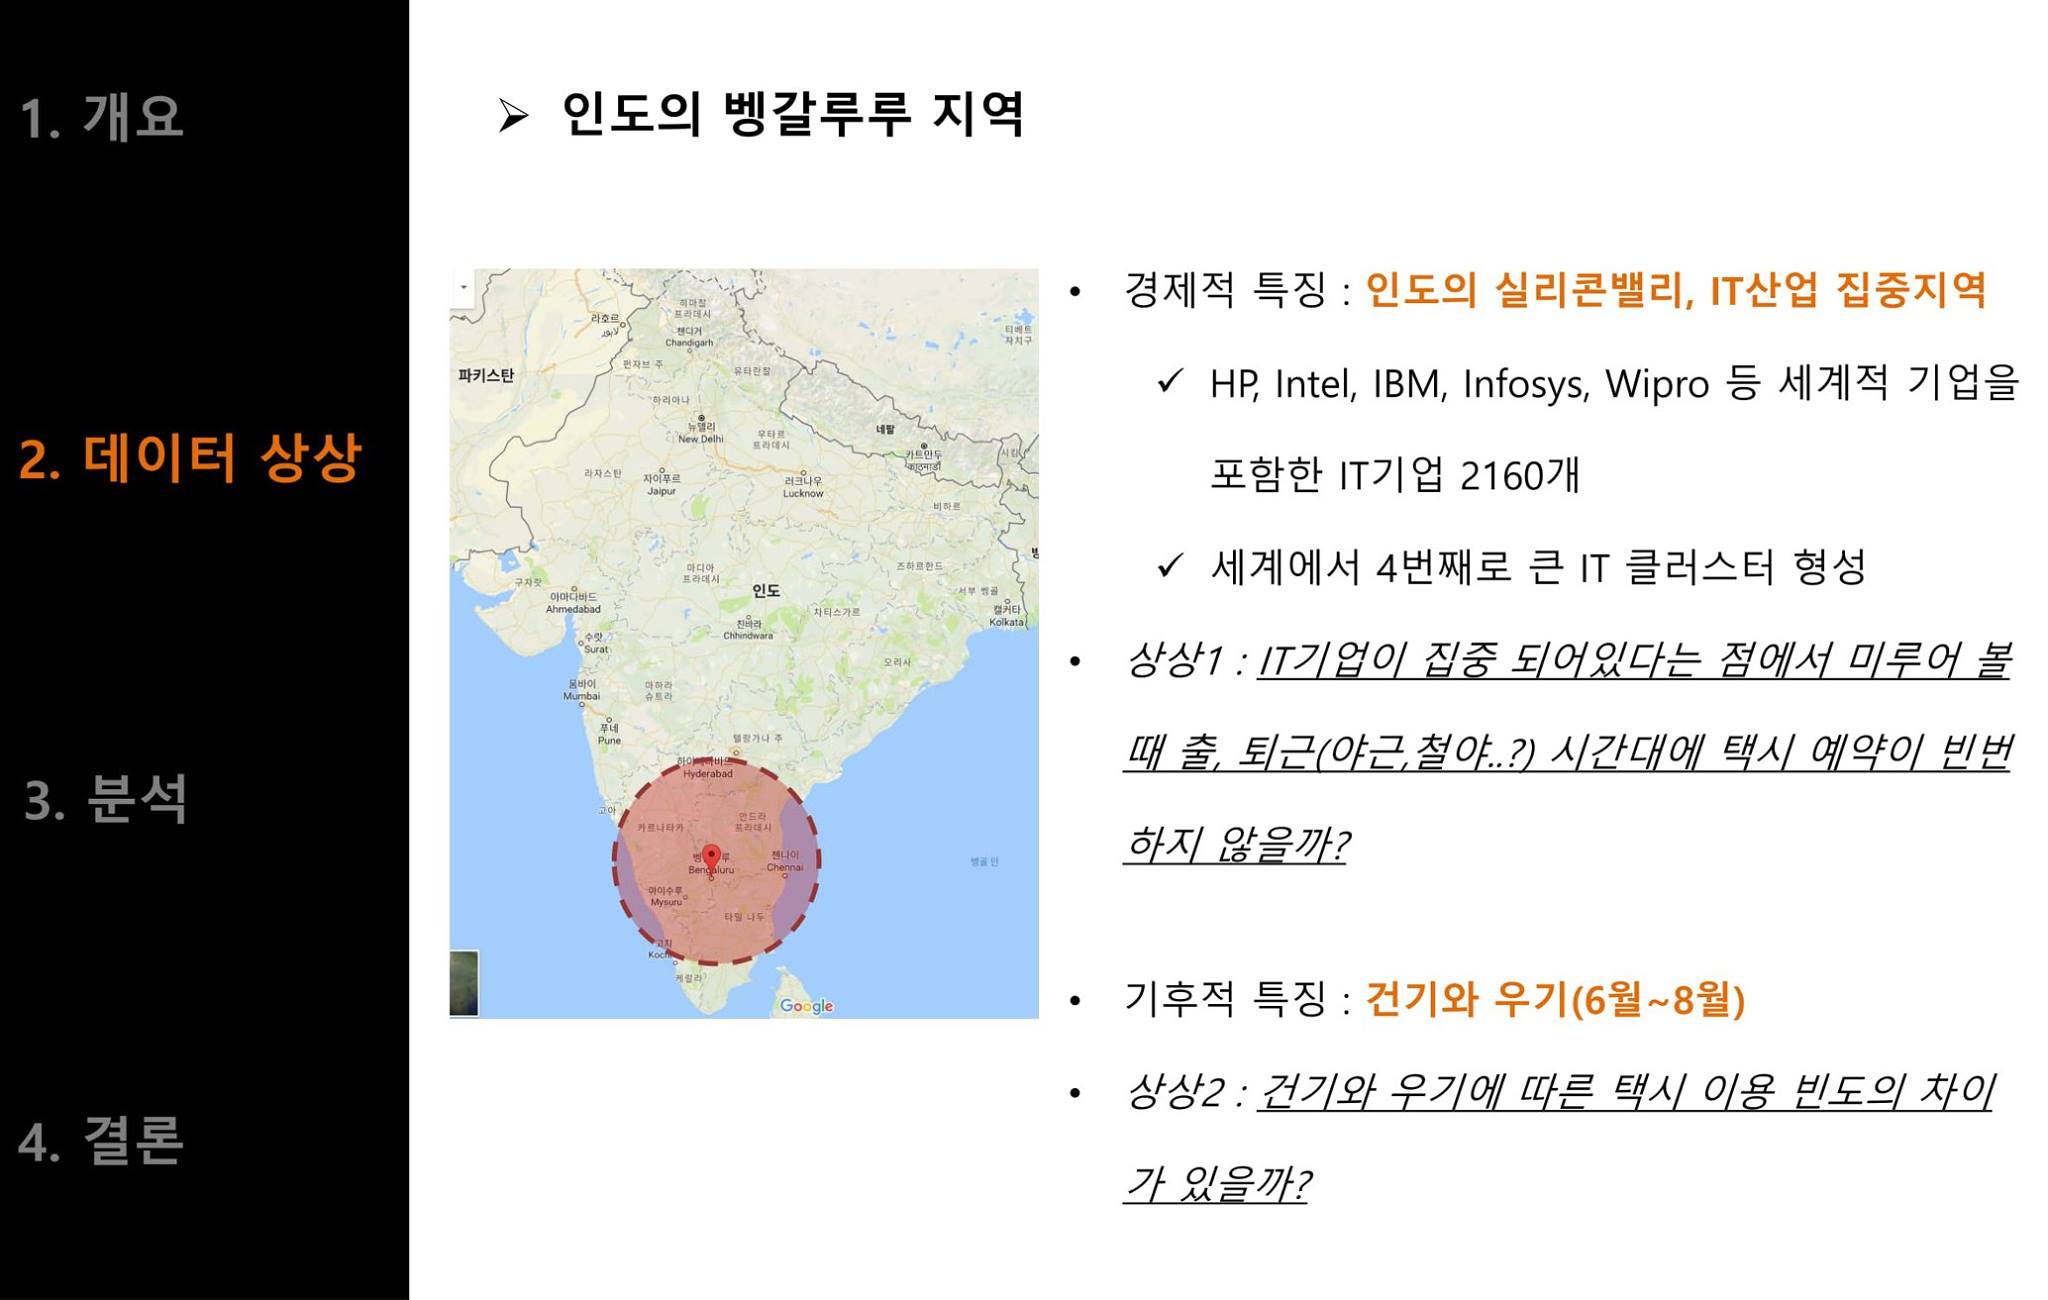 1. 개요
2. 데이터 상상
3. 분석
4. 결론
➢ 인도의 벵갈루루 지역
• 경제적 특징 : 인도의 실리콘밸리, IT산업 집중지역
✓ HP, Intel, IBM, Infosys, Wipro 등 세계적 기업을
포함한 IT기업 2160개
✓ 세계에서 4번째로 큰 IT 클러스터 형성
• 상상1 : IT기업이 집중 되어있다는 점에서 미루어 볼
때 출, 퇴근(야근,철야..?) 시간대에 택시 예약이 빈번
하지 않을까?
• 기후적 특징 : 건기와 우기(6월~8월)
• 상상2 : 건기와 우기에 따른 택시 이용 빈도의 차이
가 있을까?
히마찰
프라데시
라호르
لاہور
찬디거
Chandigarh
티베트
자치구
펀자브 주
유타란찰
파키스탄
하리아나
뉴델리
New Delhi
우타르
프라데시
네팔
카트만두
काठमाडौं
시킴
라자스탄
자이푸르
Jaipur
러크나우
Lucknow
비하르
마디아
프라데시
즈하르칸드
구자랏
아마다바드
Ahmedabad
인도
서부 벵골
차티스가르
캘커타
Kolkata
친바라
Chhindwara
수랏
Surat
오리사
뭄바이
Mumbai
마하라
슈트라
푸네
Pune
텔랑가나 주
Hyderabad
고아
카르나타카
안드라
프라데시
Bengaluru
첸나이
Chennai
벵골 만
마이수루
Mysuru
타밀 나두
고치
Kochi
케랄라
Google